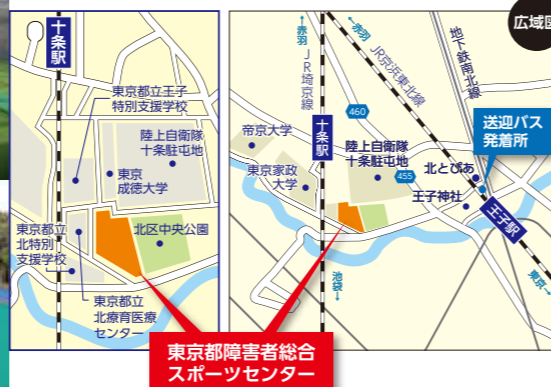 十条駅
東京都立王子
特別支援学校
陸上自衛隊
十条駐屯地
東京
成徳大学
東京都立
北特別
支援学校
北区中央公園
東京都立
北療育医療
センター
広域
←赤羽
JR埼京線
←赤羽
JR京浜東北線
地下鉄南北線
460
十条駅
帝京大学
陸上自衛隊
十条駐屯地
送迎バス
発着所
東京家政
大学
455
北とぴあ
王子神社
王子駅
池袋→
東京→
東京都障害者総合
スポーツセンター